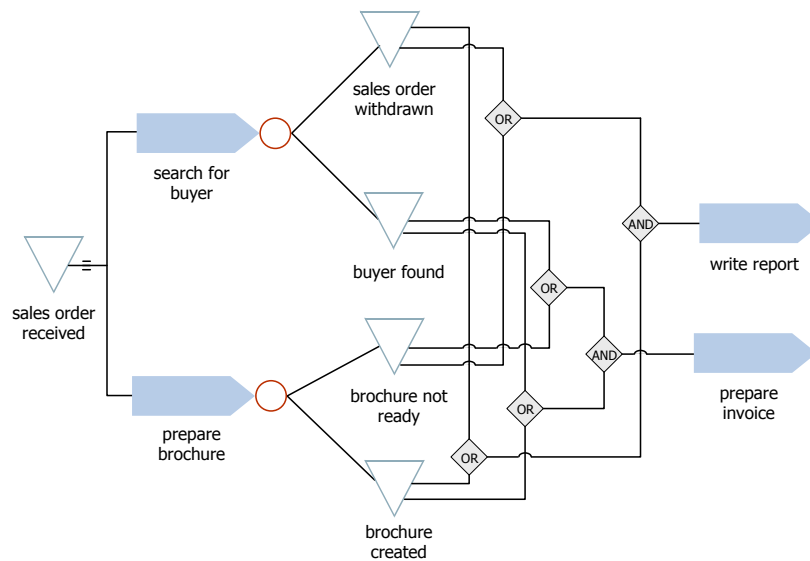 sales order
withdrawn
OR
search for
buyer
AND
buyer found
write report
OR
sales order
received
AND
brochure not
ready
prepare
invoice
OR
prepare
brochure
OR
brochure
created